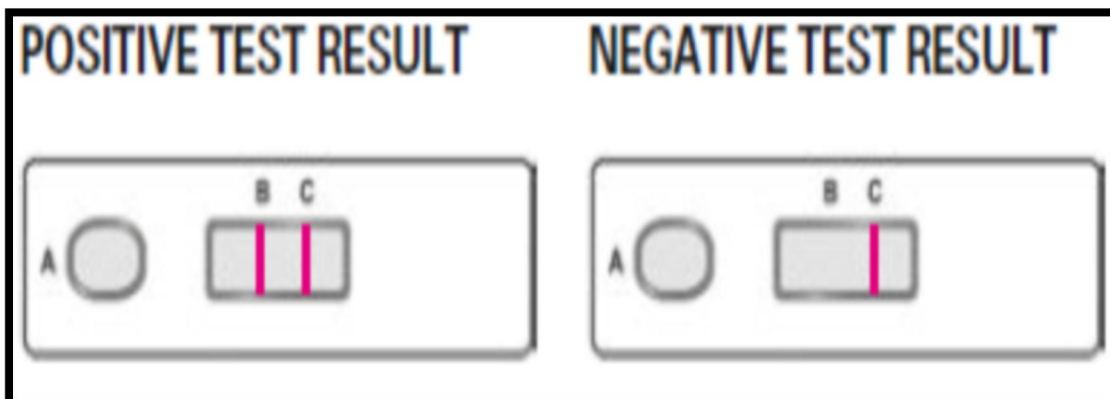 POSITIVE TEST RESULT
B C
A
NEGATIVE TEST RESULT
B C
A